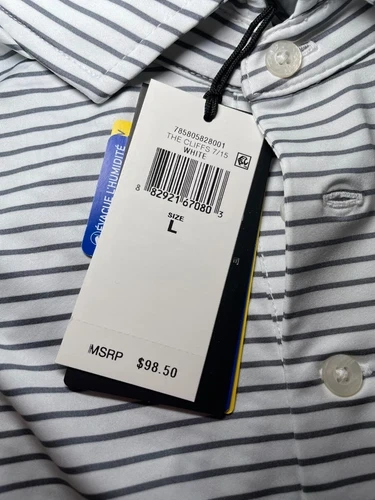 785805828001
THE CLIFFS 7/15
WHITE
8 82921 67080 3
SIZE
L
MSRP $98.50
ÉVACUE L'HUMIDITÉ